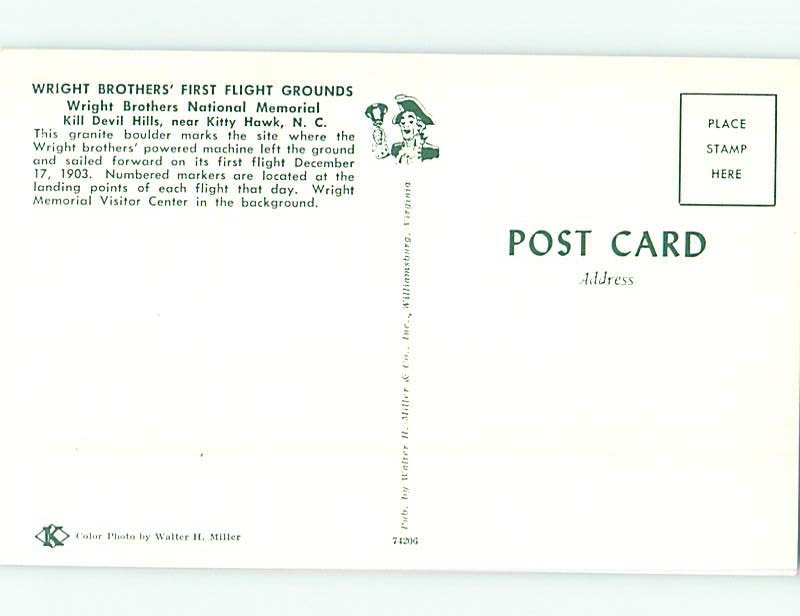 WRIGHT BROTHERS' FIRST FLIGHT GROUNDS
Wright Brothers National Memorial
Kill Devil Hills, near Kitty Hawk, N. C.
This granite boulder marks the site where the
Wright brothers' powered machine left the ground
and sailed forward on its first flight December
17, 1903. Numbered markers are located at the
landing points of each flight that day. Wright
Memorial Visitor Center in the background.
K Color Photo by Walter H. Miller
Pub. by Walter H. Miller & Co., Inc., Williamsburg, Virginia
74206
PLACE
STAMP
HERE
POST CARD
Address